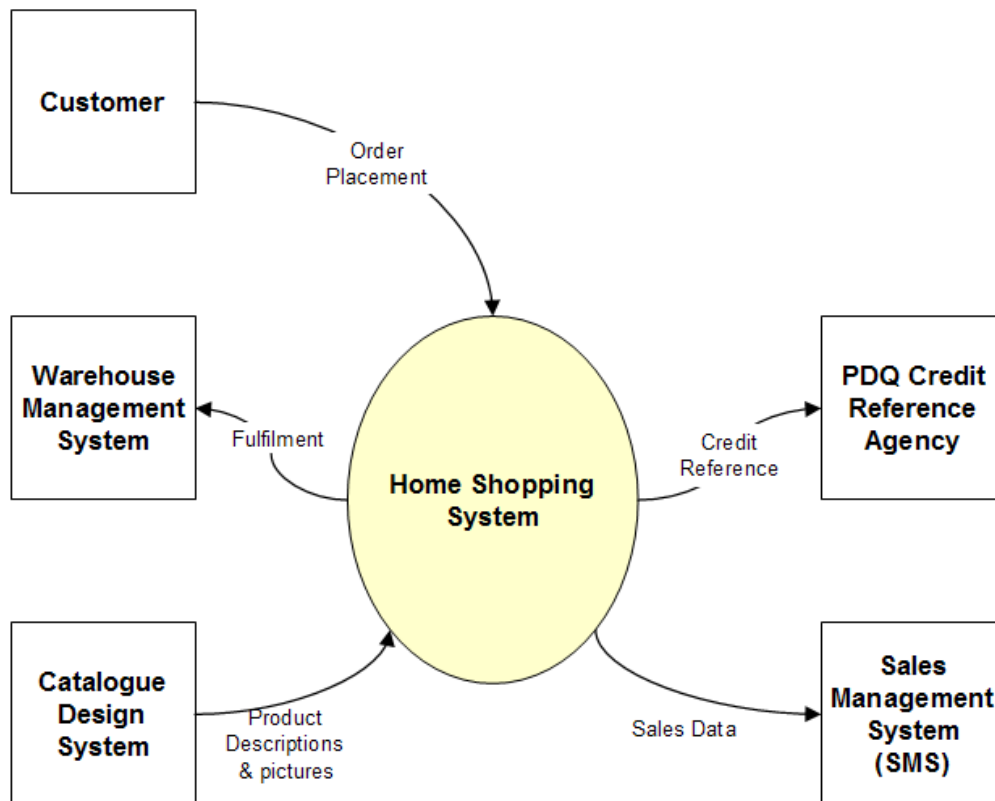 Customer
Order
Placement
Warehouse
Management
System
Fulfilment
Home Shopping
System
Credit
Reference
PDQ Credit
Reference
Agency
Catalogue
Design
System
Product
Descriptions
& pictures
Sales Data
Sales
Management
System
(SMS)